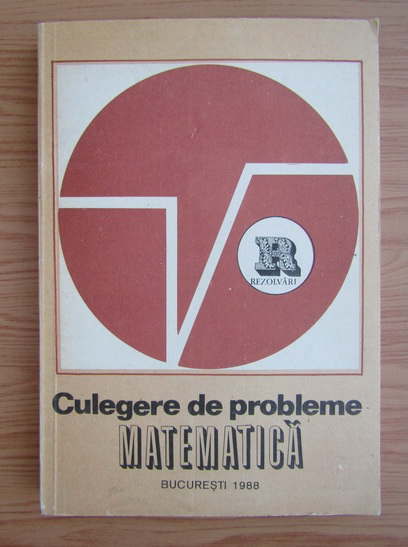 R
REZOLVĂRI
Culegere de probleme
MATEMATICĂ
BUCUREȘTI 1988